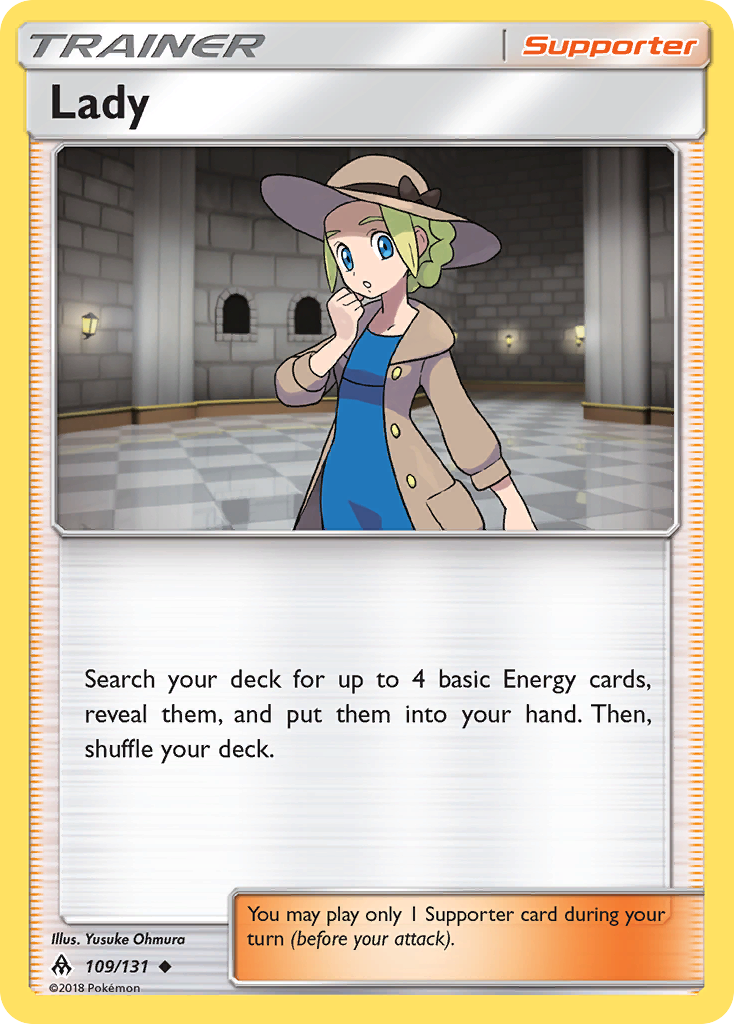 TRAINER
Supporter
Lady
Search your deck for up to 4 basic Energy cards,
reveal them, and put them into your hand. Then,
shuffle your deck.
You may play only 1 Supporter card during your
turn (before your attack).
Illus. Yusuke Ohmura
109/131
©2018 Pokémon